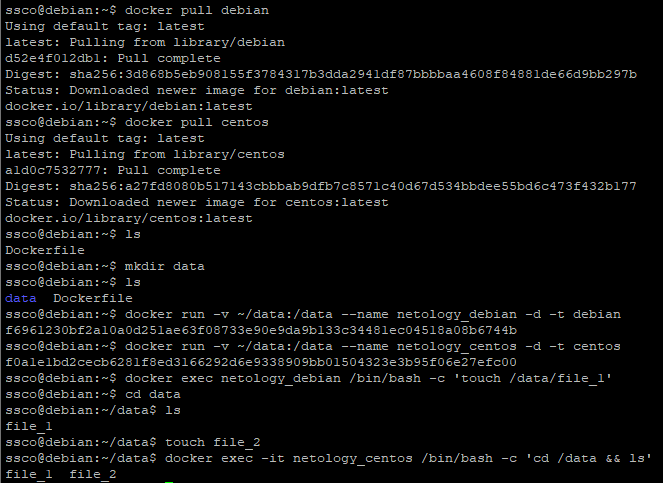 ssco@debian:~$ docker pull debian
Using default tag: latest
latest: Pulling from library/debian
d52e4f012db1: Pull complete
Digest: sha256:3d868b5eb908155f3784317b3dda2941df87bbbbaa4608f84881de66d9bb297b
Status: Downloaded newer image for debian:latest
docker.io/library/debian:latest
ssco@debian:~$ docker pull centos
Using default tag: latest
latest: Pulling from library/centos
a1d0c7532777: Pull complete
Digest: sha256:a27fd8080b517143cbbbab9dfb7c8571c40d67d534bbdee55bd6c473f432b177
Status: Downloaded newer image for centos:latest
docker.io/library/centos:latest
ssco@debian:~$ ls
Dockerfile
ssco@debian:~$ mkdir data
ssco@debian:~$ ls
data  Dockerfile
ssco@debian:~$ docker run -v ~/data:/data --name netology_debian -d -t debian
f6961230bf2a10a0d251ae63f08733e90e9da9b133c34481ec04518a08b6744b
ssco@debian:~$ docker run -v ~/data:/data --name netology_centos -d -t centos
f0a1e1bd2cecb6281f8ed3166292d6e9338909bb01504323e3b95f06e27efc00
ssco@debian:~$ docker exec netology_debian /bin/bash -c 'touch /data/file_1'
ssco@debian:~$ cd data
ssco@debian:~/data$ ls
file_1
ssco@debian:~/data$ touch file_2
ssco@debian:~/data$ docker exec -it netology_centos /bin/bash -c 'cd /data && ls'
file_1  file_2